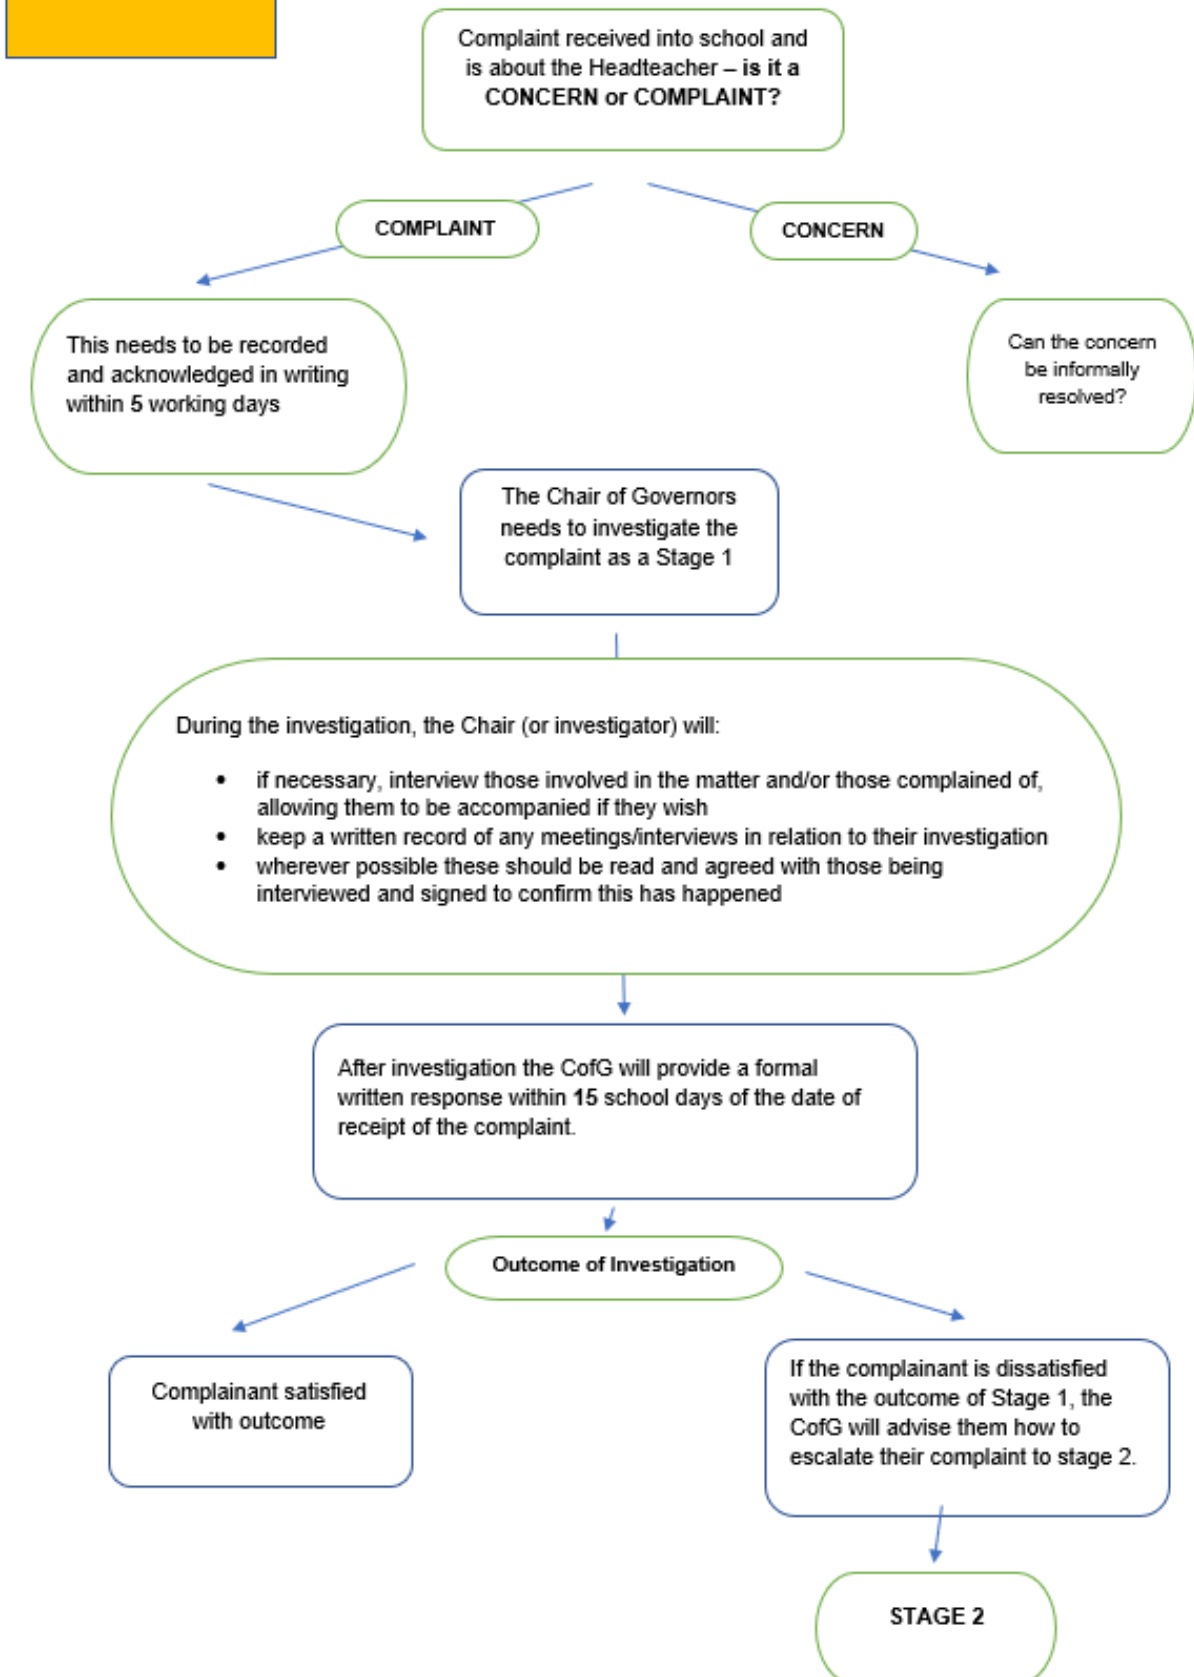 Complaint received into school and
is about the Headteacher – is it a
CONCERN or COMPLAINT?
COMPLAINT
CONCERN
This needs to be recorded
and acknowledged in writing
within 5 working days
Can the concern
be informally
resolved?
The Chair of Governors
needs to investigate the
complaint as a Stage 1
During the investigation, the Chair (or investigator) will:
• if necessary, interview those involved in the matter and/or those complained of,
allowing them to be accompanied if they wish
• keep a written record of any meetings/interviews in relation to their investigation
• wherever possible these should be read and agreed with those being
interviewed and signed to confirm this has happened
After investigation the CofG will provide a formal
written response within 15 school days of the date of
receipt of the complaint.
Outcome of Investigation
Complainant satisfied
with outcome
If the complainant is dissatisfied
with the outcome of Stage 1, the
CofG will advise them how to
escalate their complaint to stage 2.
STAGE 2